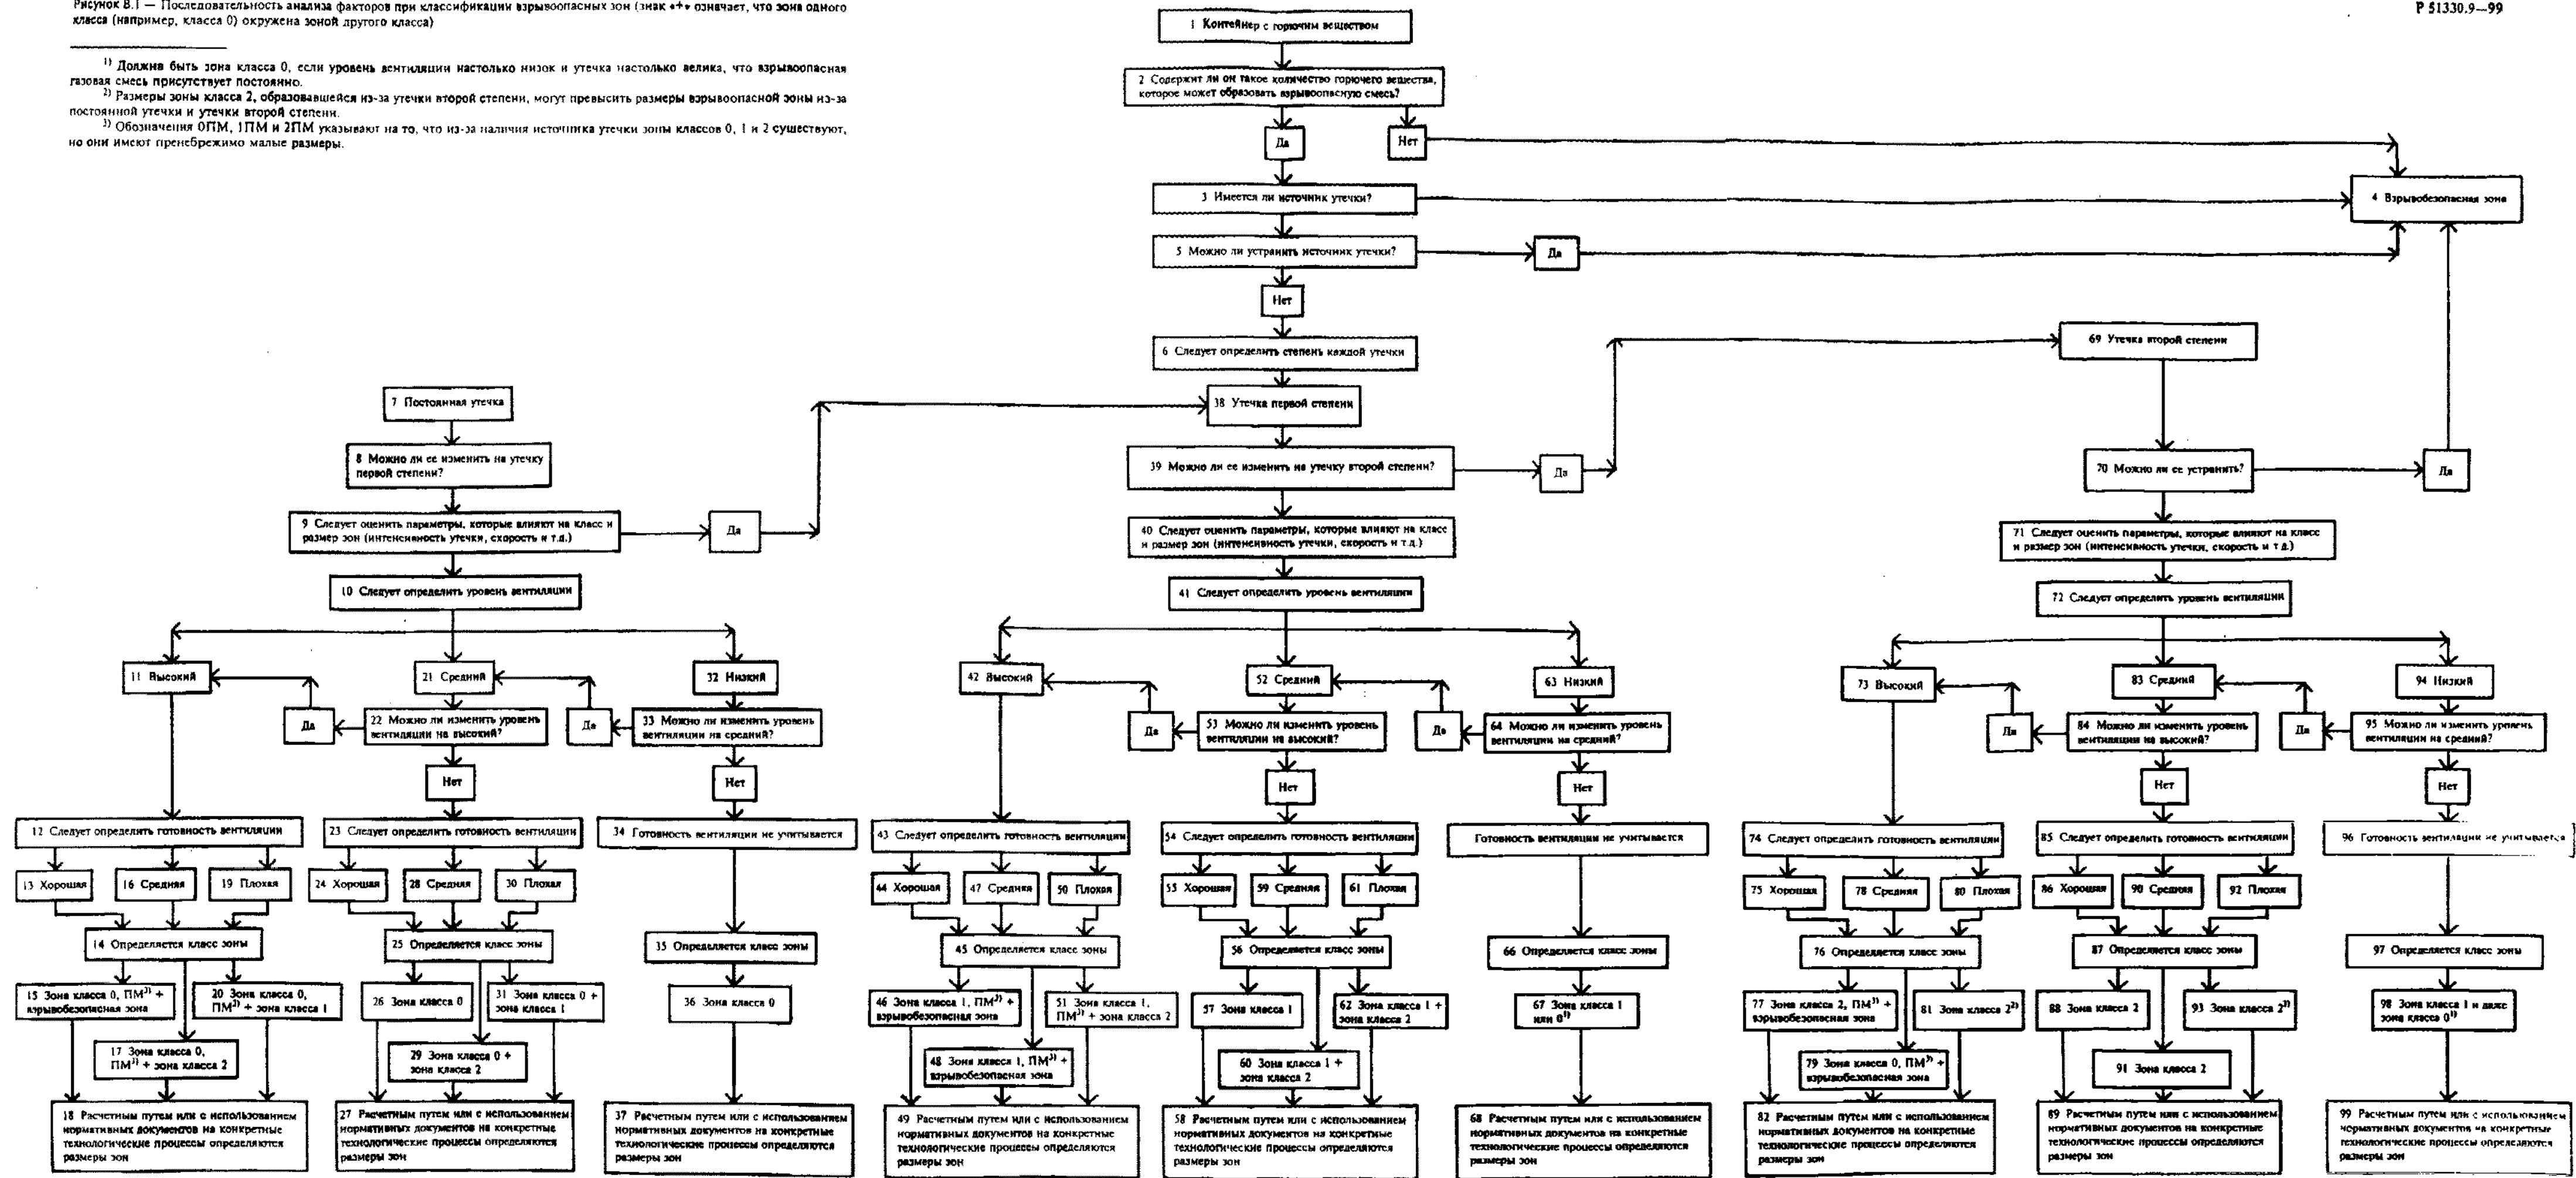 Рисунок В.1 — Последовательность анализа факторов при классификации взрывоопасных зон (знак «+» означает, что зона одного
класса (например, класса 0) окружена зоной другого класса)
Р 51330.9—99
1) Должна быть зона класса 0, если уровень вентиляции настолько низок и утечка настолько велика, что взрывоопасная
газовая смесь присутствует постоянно.
2) Размеры зоны класса 2, образовавшейся из-за утечки второй степени, могут превысить размеры взрывоопасной зоны из-за
постоянной утечки и утечки второй степени.
3) Обозначения 0ПМ, 1ПМ и 2ПМ указывают на то, что из-за наличия источника утечки зоны классов 0, 1 и 2 существуют,
но они имеют пренебрежимо малые размеры.
1 Контейнер с горючим веществом
2 Содержит ли он такое количество горючего вещества,
которое может образовать взрывоопасную смесь?
Да
Нет
3 Имеется ли источник утечки?
4 Взрывобезопасная зона
5 Можно ли устранить источник утечки?
Да
Нет
6 Следует определить степень каждой утечки
69 Утечка второй степени
7 Постоянная утечка
38 Утечка первой степени
8 Можно ли ее изменить на утечку
первой степени?
39 Можно ли ее изменить на утечку второй степени?
Да
70 Можно ли ее устранить?
Да
9 Следует оценить параметры, которые влияют на класс и
размер зон (интенсивность утечки, скорость и т.д.)
Да
40 Следует оценить параметры, которые влияют на класс
и размер зон (интенсивность утечки, скорость и т.д.)
71 Следует оценить параметры, которые влияют на класс
и размер зон (интенсивность утечки, скорость и т д.)
10 Следует определить уровень вентиляции
41 Следует определить уровень вентиляции
72 Следует определить уровень вентиляции
11 Высокий
21 Средний
32 Низкий
42 Высокий
52 Средний
63 Низкий
73 Высокий
83 Средний
94 Низкий
Да
22 Можно ли изменить уровень
вентиляции на высокий?
Да
33 Можно ли изменить уровень
вентиляции на средний?
Да
53 Можно ли изменить уровень
вентиляции на высокий?
Да
64 Можно ли изменить уровень
вентиляции на средний?
Да
84 Можно ли изменить уровень
вентиляции на высокий?
Да
95 Можно ли изменить уровень
вентиляции на средний?
Нет
Нет
Нет
Нет
Нет
Нет
12 Следует определить готовность вентиляции
23 Следует определить готовность вентиляции
34 Готовность вентиляции не учитывается
43 Следует определить готовность вентиляции
54 Следует определить готовность вентиляции
Готовность вентиляции не учитывается
74 Следует определить готовность вентиляции
85 Следует определить готовность вентиляции
96 Готовность вентиляции не учитывается
13 Хорошая
16 Средняя
19 Плохая
24 Хорошая
28 Средняя
30 Плохая
44 Хорошая
47 Средняя
50 Плохая
55 Хорошая
59 Средняя
61 Плохая
75 Хорошая
78 Средняя
80 Плохая
86 Хорошая
90 Средняя
92 Плохая
14 Определяется класс зоны
25 Определяется класс зоны
35 Определяется класс зоны
45 Определяется класс зоны
56 Определяется класс зоны
66 Определяется класс зоны
76 Определяется класс зоны
87 Определяется класс зоны
97 Определяется класс зоны
15 Зона класса 0, ПМ3) +
взрывобезопасная зона
20 Зона класса 0,
ПМ3) + зона класса 1
26 Зона класса 0
31 Зона класса 0 +
зона класса 1
36 Зона класса 0
46 Зона класса 1, ПМ3) +
взрывобезопасная зона
51 Зона класса 1,
ПМ3) + зона класса 2
57 Зона класса 1
62 Зона класса 1 +
зона класса 2
67 Зона класса 1
или 01)
77 Зона класса 2, ПМ3) +
взрывобезопасная зона
81 Зона класса 22)
88 Зона класса 2
93 Зона класса 22)
98 Зона класса 1 и даже
зона класса 01)
17 Зона класса 0,
ПМ3) + зона класса 2
29 Зона класса 0 +
зона класса 2
48 Зона класса 1, ПМ3) +
взрывобезопасная зона
60 Зона класса 1 +
зона класса 2
79 Зона класса 0, ПМ3) +
взрывобезопасная зона
91 Зона класса 2
18 Расчетным путем или с использованием
нормативных документов на конкретные
технологические процессы определяются
размеры зон
27 Расчетным путем или с использованием
нормативных документов на конкретные
технологические процессы определяются
размеры зон
37 Расчетным путем или с использованием
нормативных документов на конкретные
технологические процессы определяются
размеры зон
49 Расчетным путем или с использованием
нормативных документов на конкретные
технологические процессы определяются
размеры зон
58 Расчетным путем или с использованием
нормативных документов на конкретные
технологические процессы определяются
размеры зон
68 Расчетным путем или с использованием
нормативных документов на конкретные
технологические процессы определяются
размеры зон
82 Расчетным путем или с использованием
нормативных документов на конкретные
технологические процессы определяются
размеры зон
89 Расчетным путем или с использованием
нормативных документов на конкретные
технологические процессы определяются
размеры зон
99 Расчетным путем или с использованием
нормативных документов на конкретные
технологические процессы определяются
размеры зон